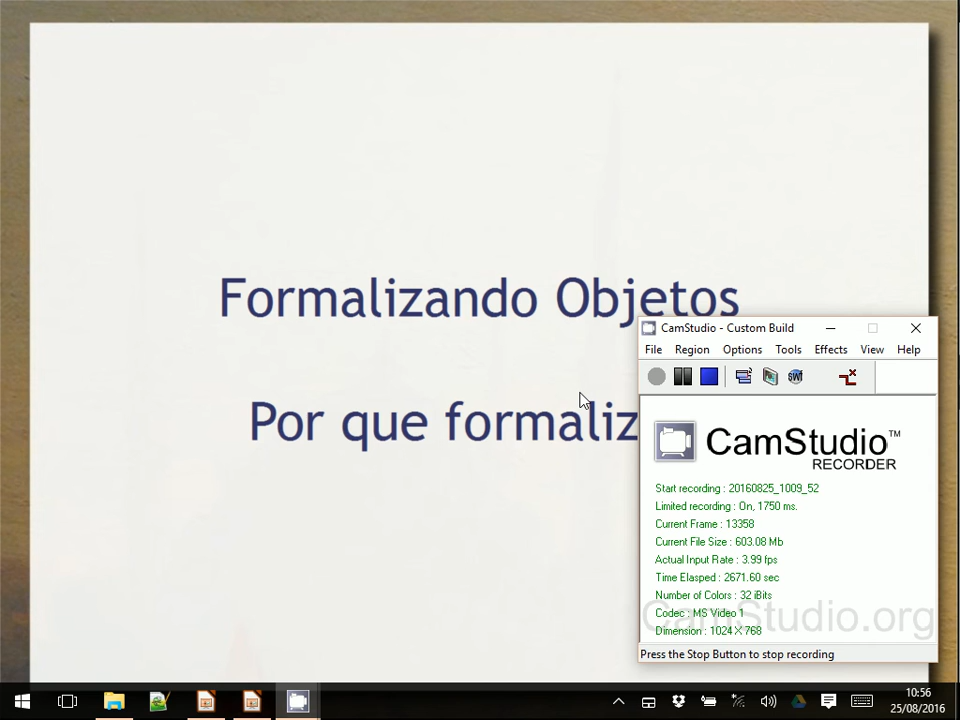 Formalizando Objetos
Por que formaliz
CamStudio - Custom Build
File Region Options Tools Effects View Help
CamStudio™
RECORDER
Start recording : 20160825_1009_52
Limited recording : On, 1750 ms.
Current Frame : 13358
Current File Size : 603.08 Mb
Actual Input Rate : 3.99 fps
Time Elasped : 2671.60 sec
Number of Colors : 32 iBits
Codec : MS Video 1
Dimension : 1024 X 768
CamStudio.org
Press the Stop Button to stop recording
10:56
25/08/2016